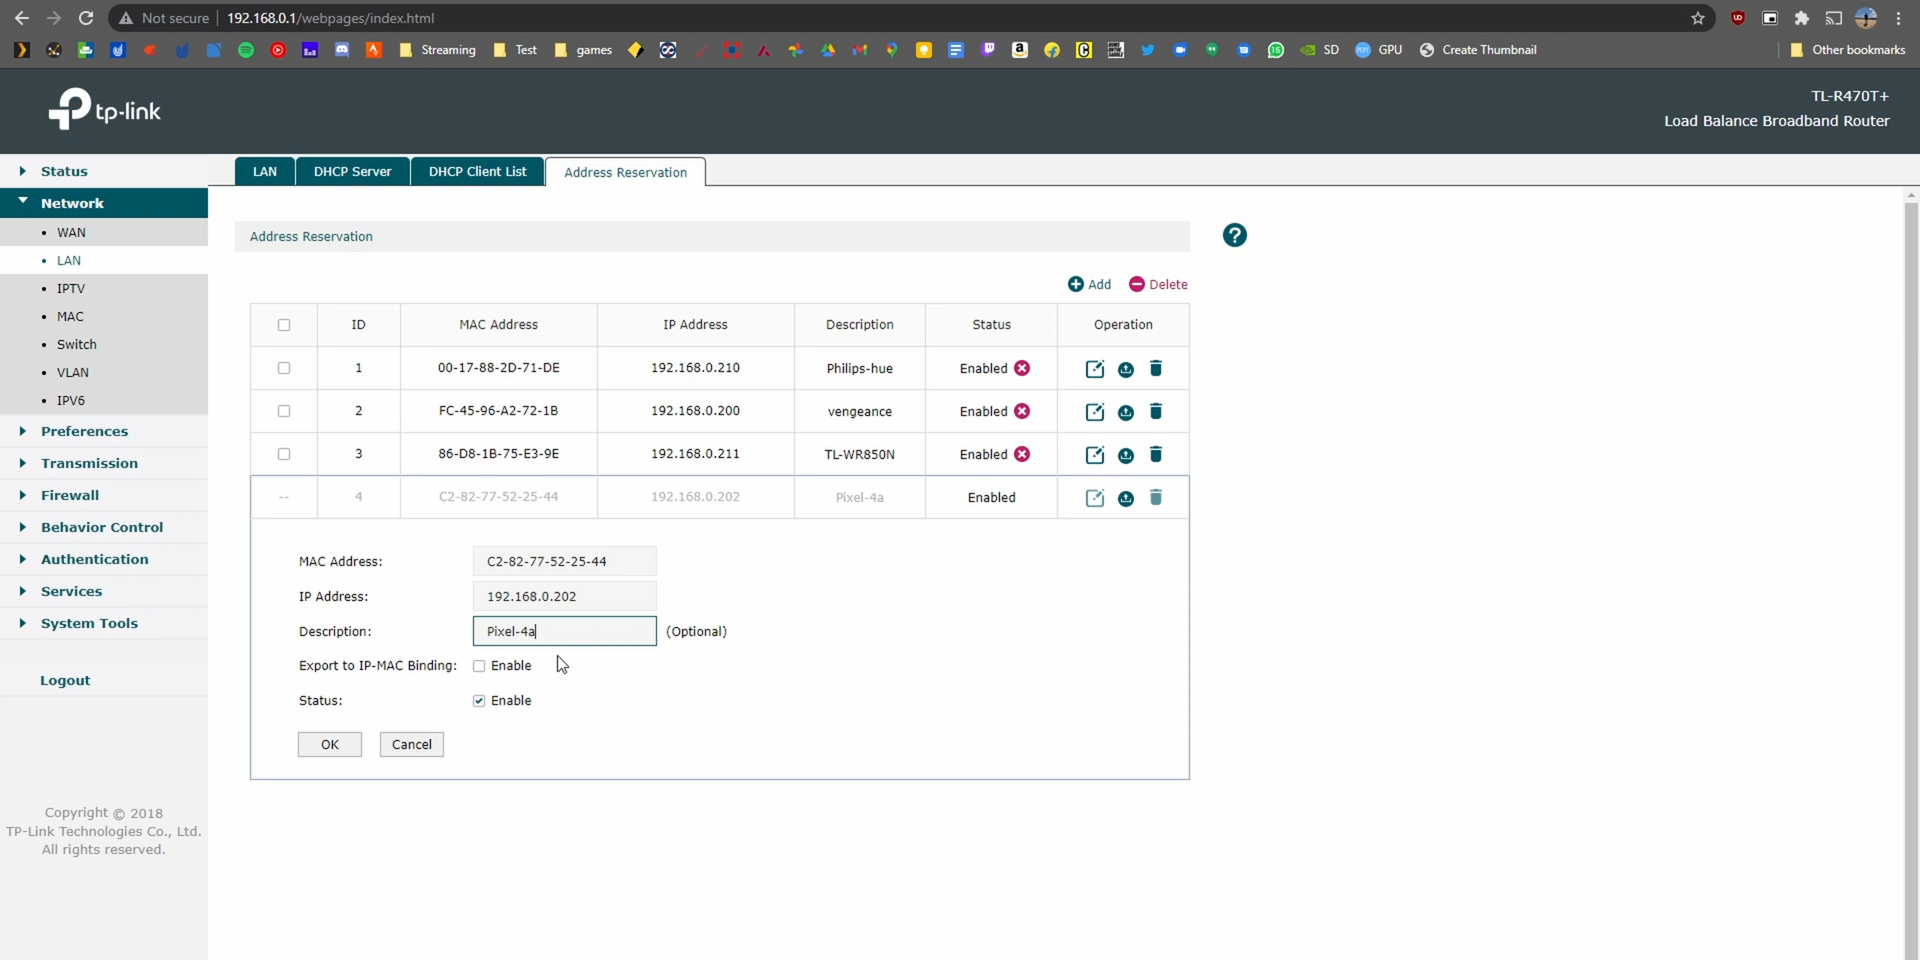 Not secure 192.168.0.1/webpages/index.html
Streaming Test games SD GPU Create Thumbnail Other bookmarks
tp-link
TL-R470T+
Load Balance Broadband Router
Status
Network
WAN
LAN
IPTV
MAC
Switch
VLAN
IPV6
Preferences
Transmission
Firewall
Behavior Control
Authentication
Services
System Tools
Logout
Copyright © 2018
TP-Link Technologies Co., Ltd.
All rights reserved.
LAN DHCP Server DHCP Client List Address Reservation
Address Reservation ?
Add Delete
ID MAC Address IP Address Description Status Operation
1 00-17-88-2D-71-DE 192.168.0.210 Philips-hue Enabled
2 FC-45-96-A2-72-1B 192.168.0.200 vengeance Enabled
3 86-D8-1B-75-E3-9E 192.168.0.211 TL-WR850N Enabled
-- 4 C2-82-77-52-25-44 192.168.0.202 Pixel-4a Enabled
MAC Address: C2-82-77-52-25-44
IP Address: 192.168.0.202
Description: Pixel-4a (Optional)
Export to IP-MAC Binding: Enable
Status: Enable
OK Cancel